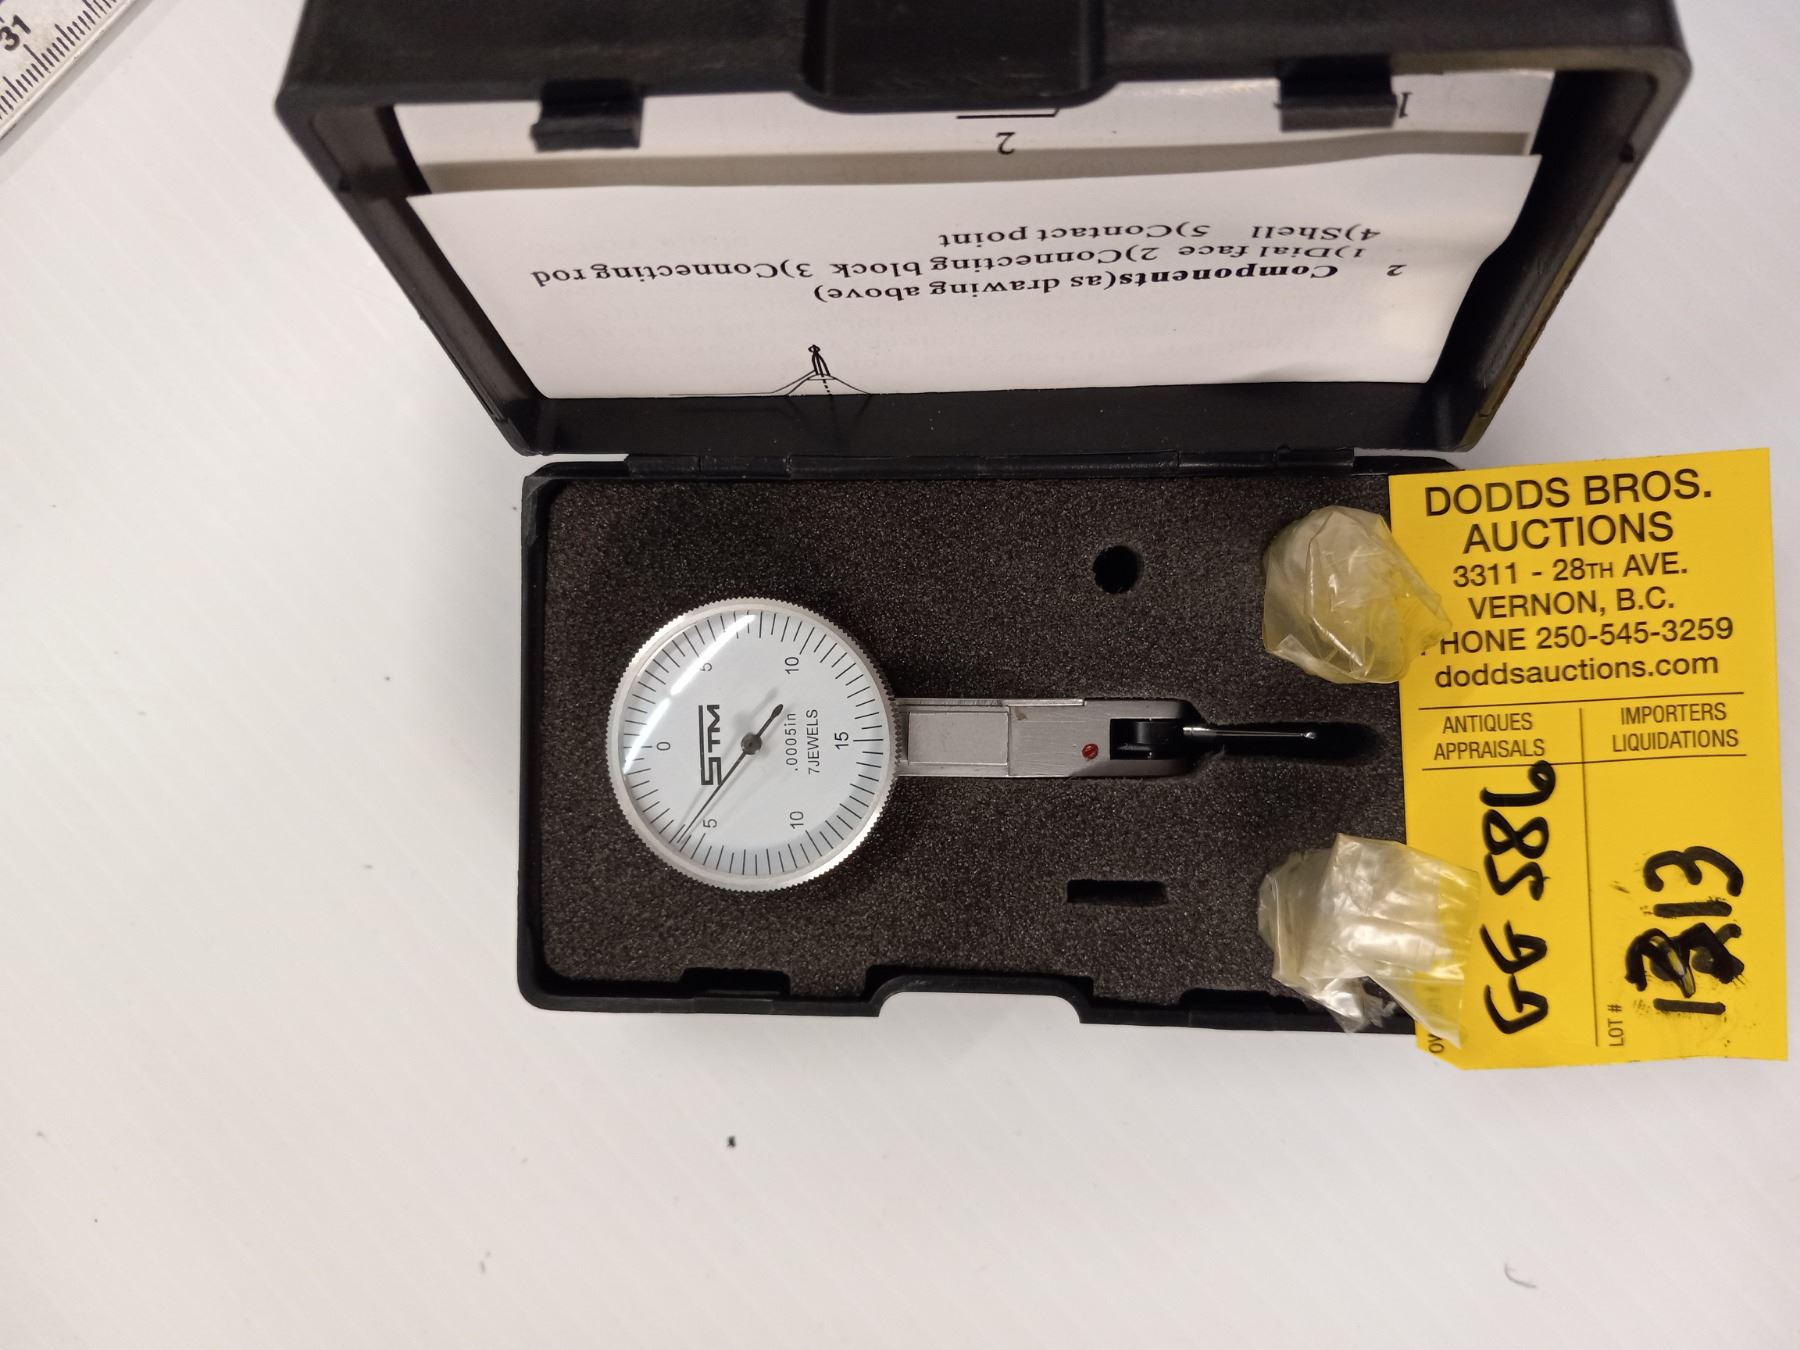 31
1
2
2
Components(as drawing above)
1)Dial face 2)Connecting block 3)Connecting rod
4)Shell 5)Contact point
0
5
5
10
10
15
STM
.0005in
7JEWELS
DODDS BROS.
AUCTIONS
3311 - 28TH AVE.
VERNON, B.C.
PHONE 250-545-3259
doddsauctions.com
ANTIQUES
APPRAISALS
IMPORTERS
LIQUIDATIONS
GG 586
LOT #
1313